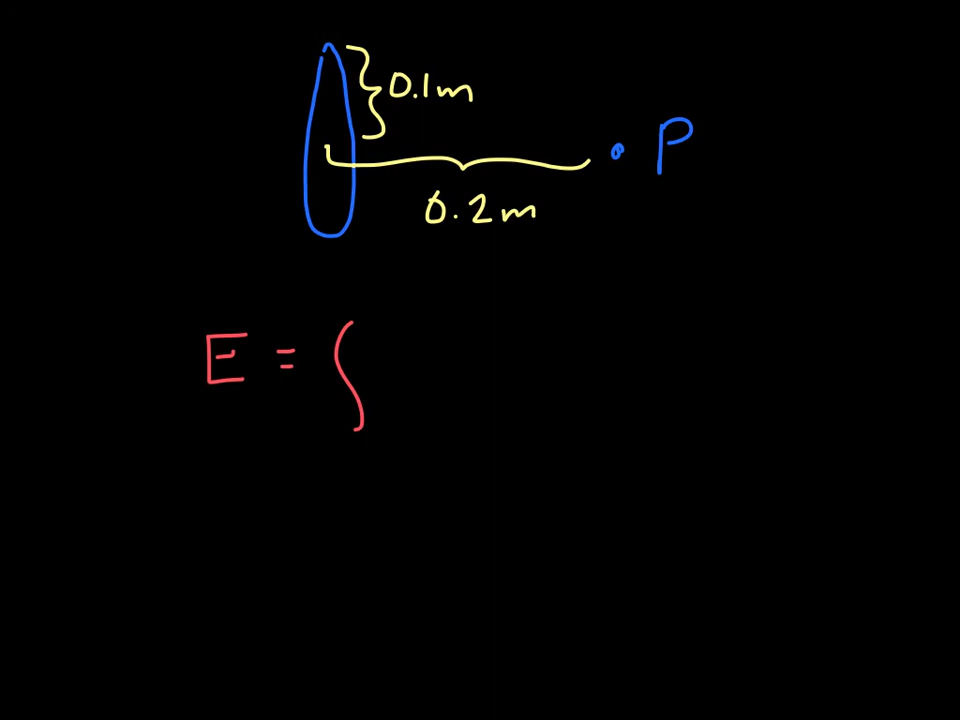 0.1m
P
0.2m
E = ∫